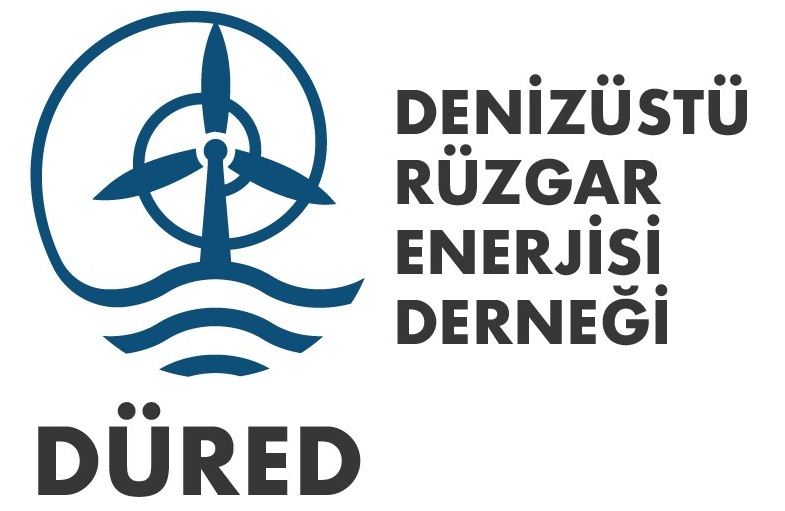 DENİZÜSTÜ
RÜZGAR
ENERJİSİ
DERNEĞİ
DÜRED